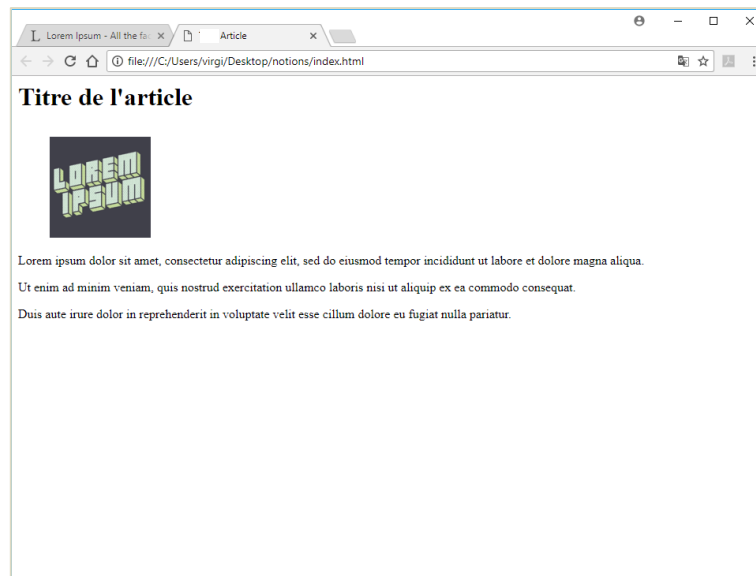 Lorem Ipsum - All the fac
Article
file:///C:/Users/virgi/Desktop/notions/index.html
Titre de l'article
LOREM
IPSUM
Lorem ipsum dolor sit amet, consectetur adipiscing elit, sed do eiusmod tempor incididunt ut labore et dolore magna aliqua.
Ut enim ad minim veniam, quis nostrud exercitation ullamco laboris nisi ut aliquip ex ea commodo consequat.
Duis aute irure dolor in reprehenderit in voluptate velit esse cillum dolore eu fugiat nulla pariatur.